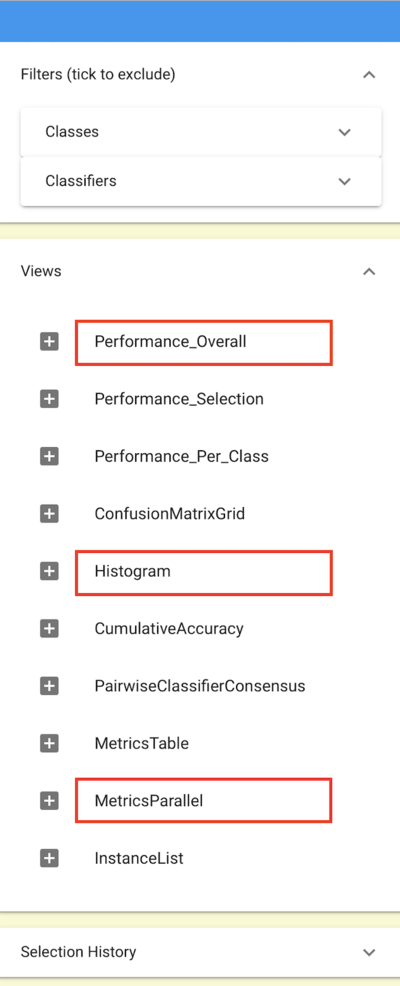 Filters (tick to exclude)
Classes
Classifiers
Views
Performance_Overall
Performance_Selection
Performance_Per_Class
ConfusionMatrixGrid
Histogram
CumulativeAccuracy
PairwiseClassifierConsensus
MetricsTable
MetricsParallel
InstanceList
Selection History